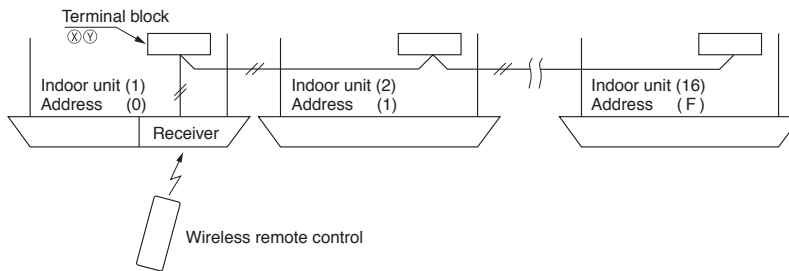 Terminal block
ⓍⓎ
Indoor unit (1)
Address (0)
Indoor unit (2)
Address (1)
Indoor unit (16)
Address ( F )
Receiver
Wireless remote control